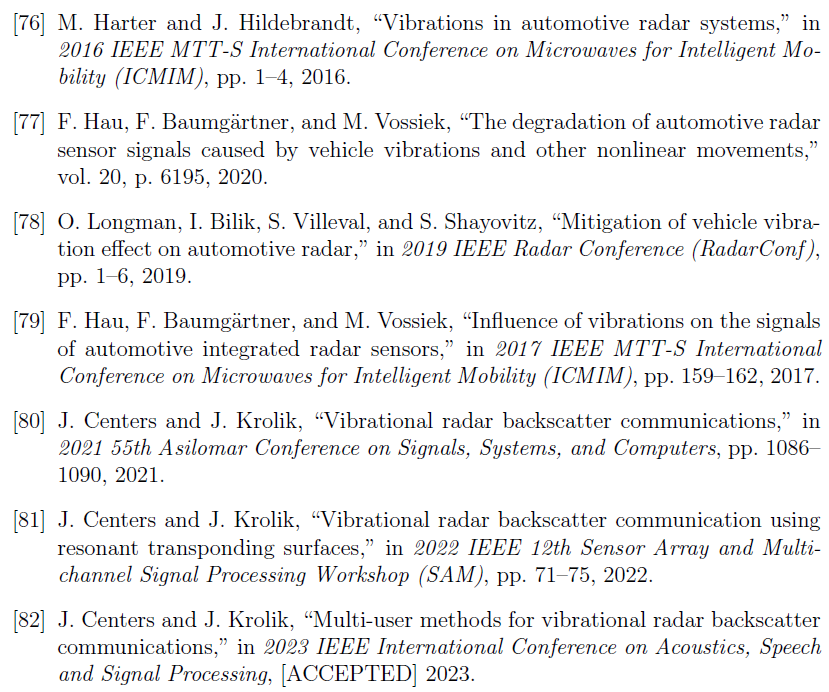 [76] M. Harter and J. Hildebrandt, “Vibrations in automotive radar systems,” in
2016 IEEE MTT-S International Conference on Microwaves for Intelligent Mo-
bility (ICMIM), pp. 1–4, 2016.
[77] F. Hau, F. Baumgärtner, and M. Vossiek, “The degradation of automotive radar
sensor signals caused by vehicle vibrations and other nonlinear movements,”
vol. 20, p. 6195, 2020.
[78] O. Longman, I. Bilik, S. Villeval, and S. Shayovitz, “Mitigation of vehicle vibra-
tion effect on automotive radar,” in 2019 IEEE Radar Conference (RadarConf),
pp. 1–6, 2019.
[79] F. Hau, F. Baumgärtner, and M. Vossiek, “Influence of vibrations on the signals
of automotive integrated radar sensors,” in 2017 IEEE MTT-S International
Conference on Microwaves for Intelligent Mobility (ICMIM), pp. 159–162, 2017.
[80] J. Centers and J. Krolik, “Vibrational radar backscatter communications,” in
2021 55th Asilomar Conference on Signals, Systems, and Computers, pp. 1086–
1090, 2021.
[81] J. Centers and J. Krolik, “Vibrational radar backscatter communication using
resonant transponding surfaces,” in 2022 IEEE 12th Sensor Array and Multi-
channel Signal Processing Workshop (SAM), pp. 71–75, 2022.
[82] J. Centers and J. Krolik, “Multi-user methods for vibrational radar backscatter
communications,” in 2023 IEEE International Conference on Acoustics, Speech
and Signal Processing, [ACCEPTED] 2023.